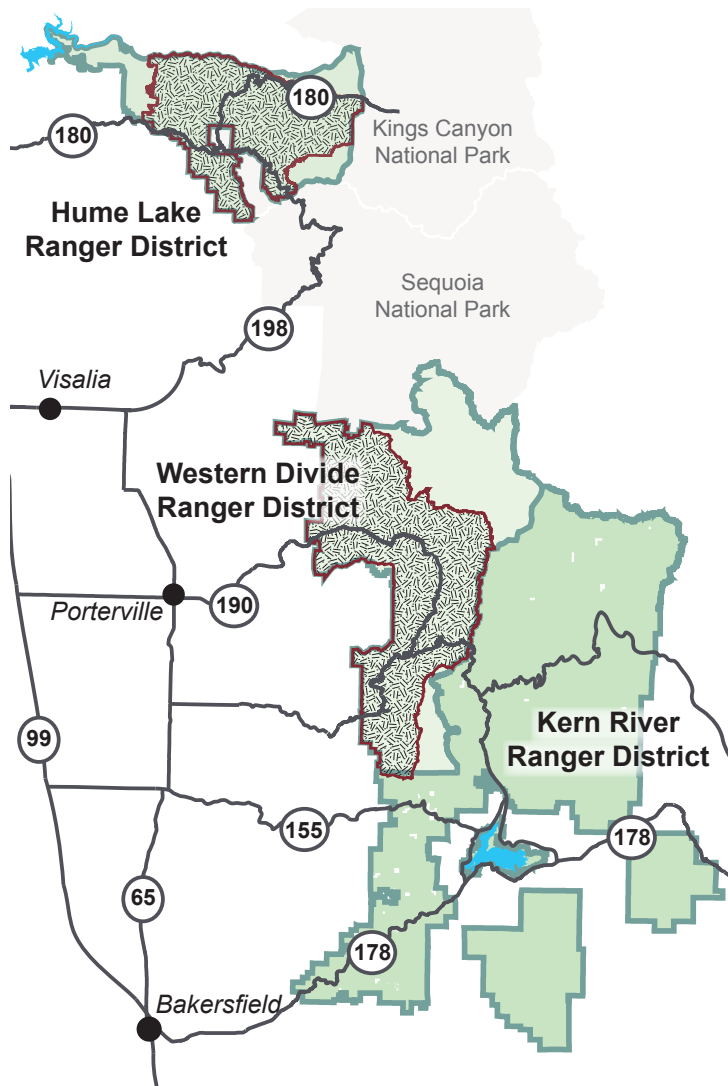 180
180
Kings Canyon
National Park
Hume Lake
Ranger District
Sequoia
National Park
198
Visalia
Western Divide
Ranger District
190
Porterville
Kern River
Ranger District
99
155
178
65
178
Bakersfield